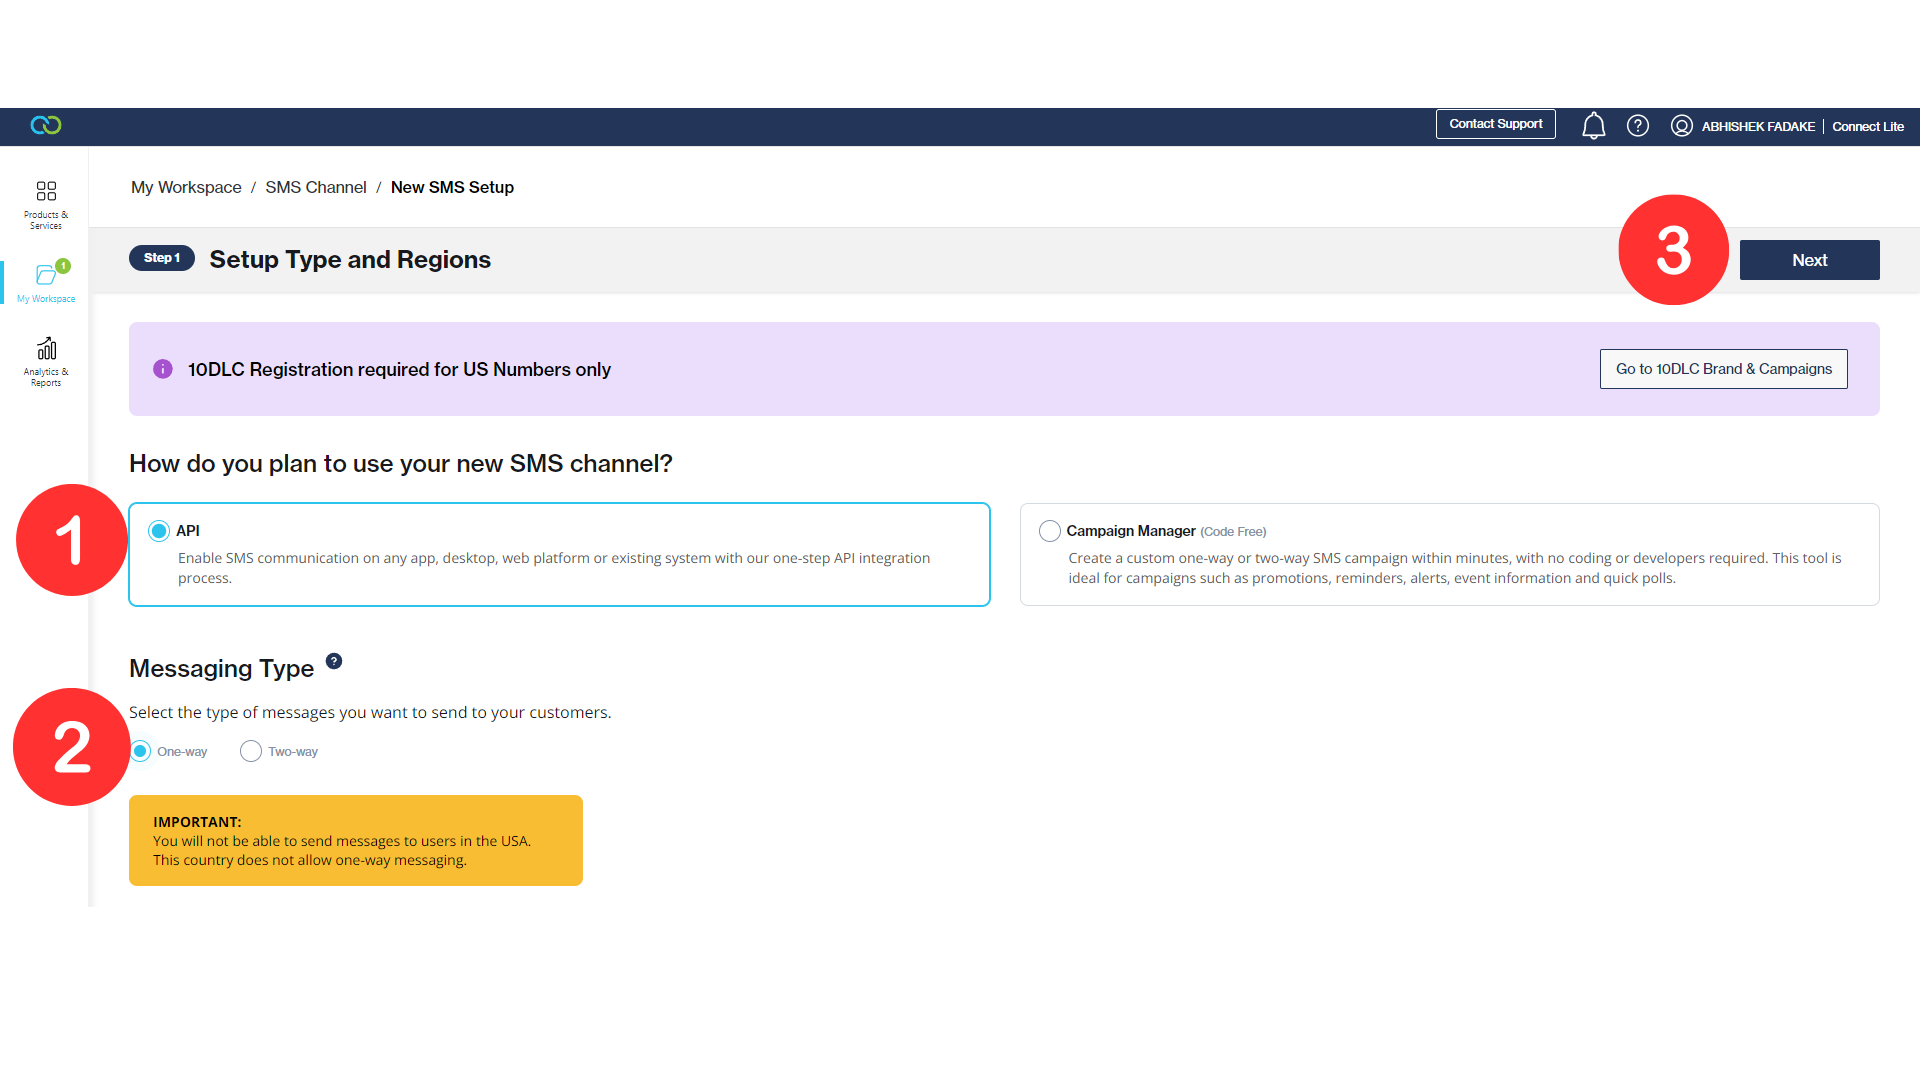 Contact Support
?
ABHISHEK FADAKE | Connect Lite
Products &
Services
1
My Workspace
Analytics &
Reports
My Workspace / SMS Channel / New SMS Setup
Step 1 Setup Type and Regions
3
Next
i 10DLC Registration required for US Numbers only
Go to 10DLC Brand & Campaigns
How do you plan to use your new SMS channel?
1
API
Enable SMS communication on any app, desktop, web platform or existing system with our one-step API integration
process.
Campaign Manager (Code Free)
Create a custom one-way or two-way SMS campaign within minutes, with no coding or developers required. This tool is
ideal for campaigns such as promotions, reminders, alerts, event information and quick polls.
Messaging Type ?
Select the type of messages you want to send to your customers.
2
One-way Two-way
IMPORTANT:
You will not be able to send messages to users in the USA.
This country does not allow one-way messaging.